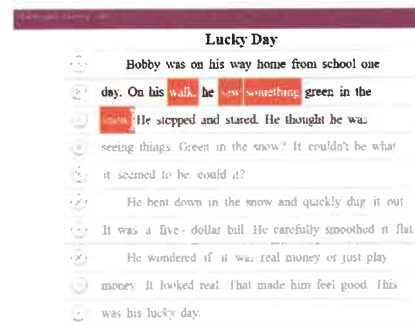 Lucky Day
Bobby was on his way home from school one
day. On his walk, he saw something green in the
snow. He stopped and stared. He thought he was
seeing things. Green in the snow? It couldn't be what
it seemed to be, could it?
He bent down in the snow and quickly dug it out
It was a five - dollar bill. He carefully smoothed it flat
He wondered if it was real money or just play
money. It looked real. That made him feel good. This
was his lucky day.